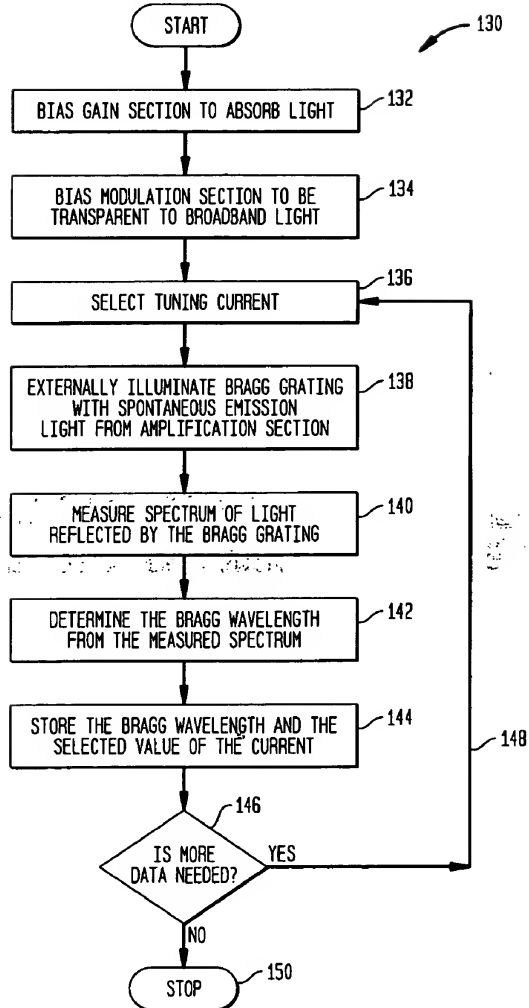 START
130
BIAS GAIN SECTION TO ABSORB LIGHT
132
BIAS MODULATION SECTION TO BE
TRANSPARENT TO BROADBAND LIGHT
134
SELECT TUNING CURRENT
136
EXTERNALLY ILLUMINATE BRAGG GRATING
WITH SPONTANEOUS EMISSION
LIGHT FROM AMPLIFICATION SECTION
138
MEASURE SPECTRUM OF LIGHT
REFLECTED BY THE BRAGG GRATING
140
DETERMINE THE BRAGG WAVELENGTH
FROM THE MEASURED SPECTRUM
142
STORE THE BRAGG WAVELENGTH AND THE
SELECTED VALUE OF THE CURRENT
144
148
146
IS MORE
DATA NEEDED?
YES
NO
STOP
150